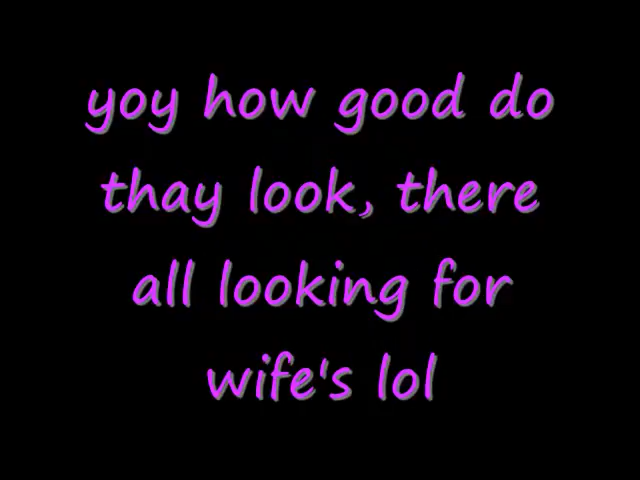 yoy how good do
thay look, there
all looking for
wife's lol